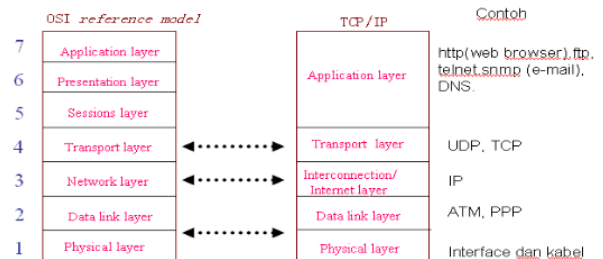 OSI reference model TCP/IP Contoh
7 Application layer
6 Presentation layer
5 Sessions layer
Application layer
http(web browser),ftp,
telnet,snmp (e-mail),
DNS.
4 Transport layer Transport layer UDP, TCP
3 Network layer Interconnection/
Internet layer IP
2 Data link layer Data link layer ATM, PPP
1 Physical layer Physical layer Interface dan kabel